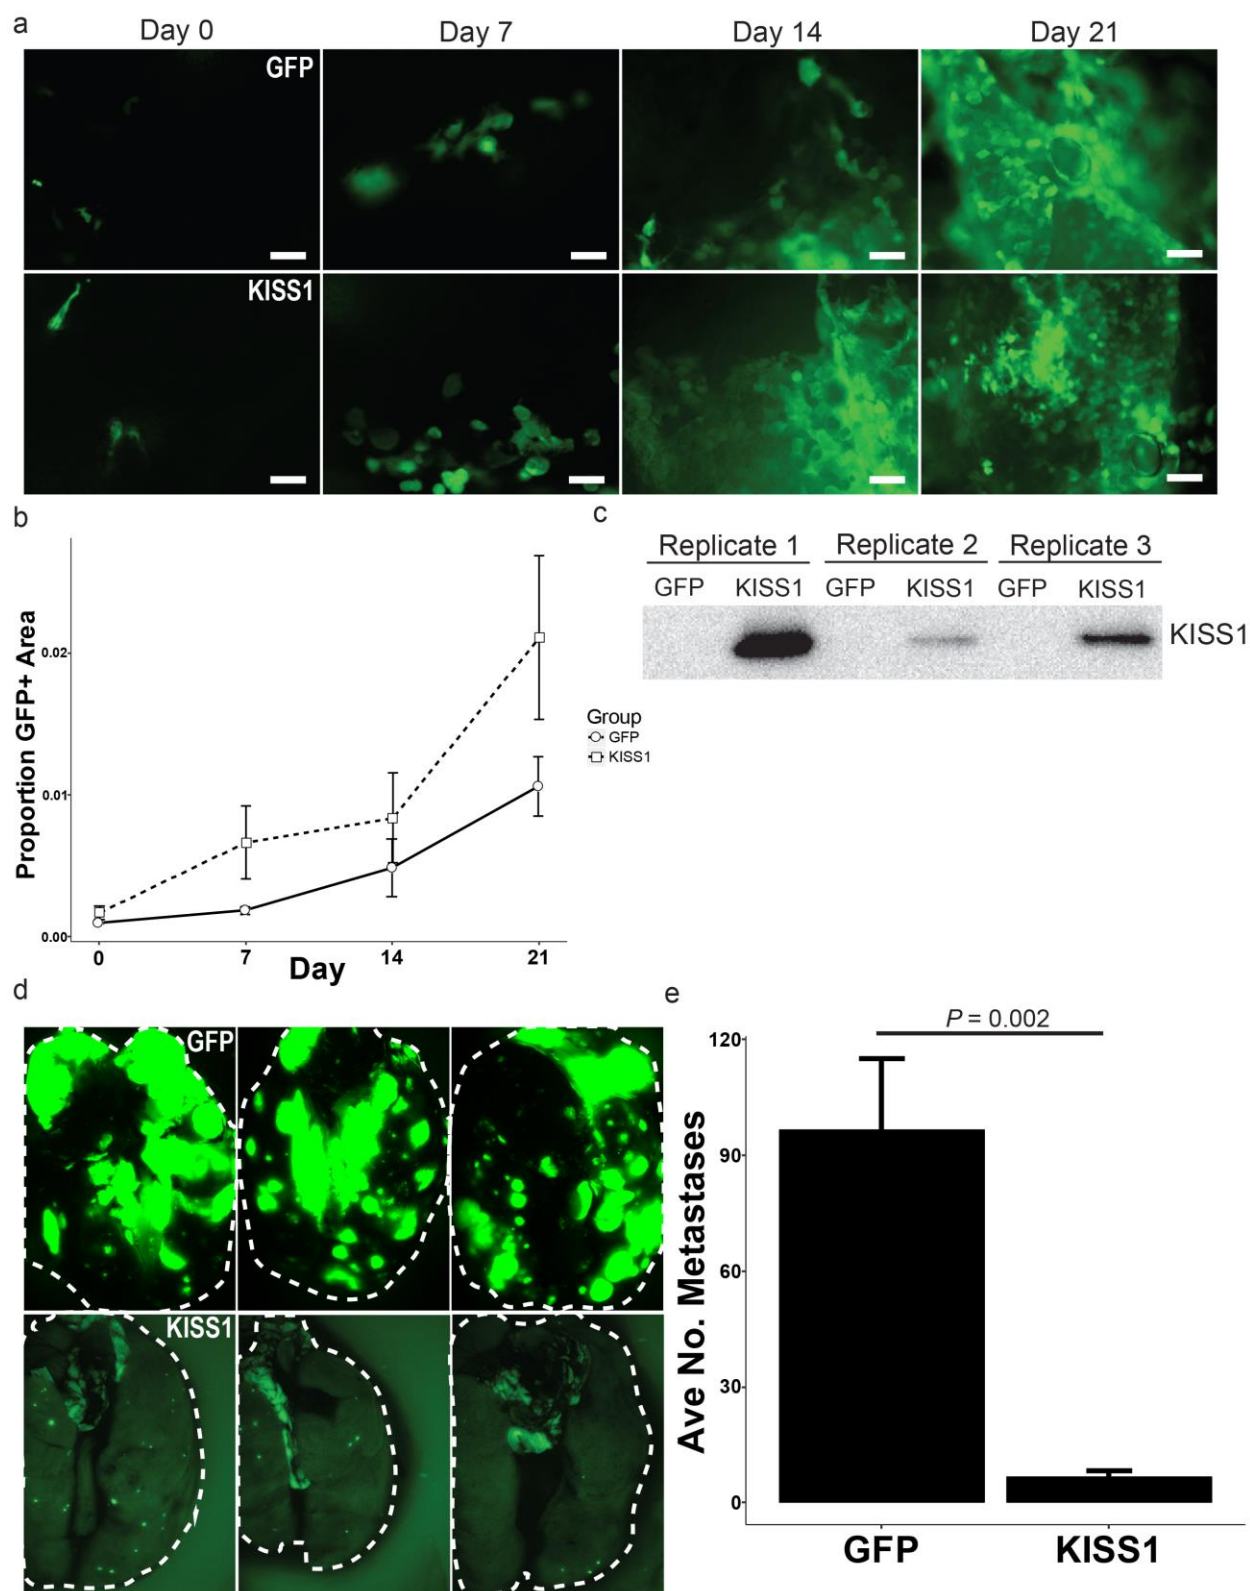 a
Day 0 Day 7 Day 14 Day 21
GFP
KISS1
b
Proportion GFP+ Area
0.02
0.01
0.00
0 7 14 21
Day
Group
GFP
KISS1
c
Replicate 1 Replicate 2 Replicate 3
GFP KISS1 GFP KISS1 GFP KISS1
KISS1
d
GFP
KISS1
e
P = 0.002
Ave No. Metastases
120
90
60
30
0
GFP KISS1